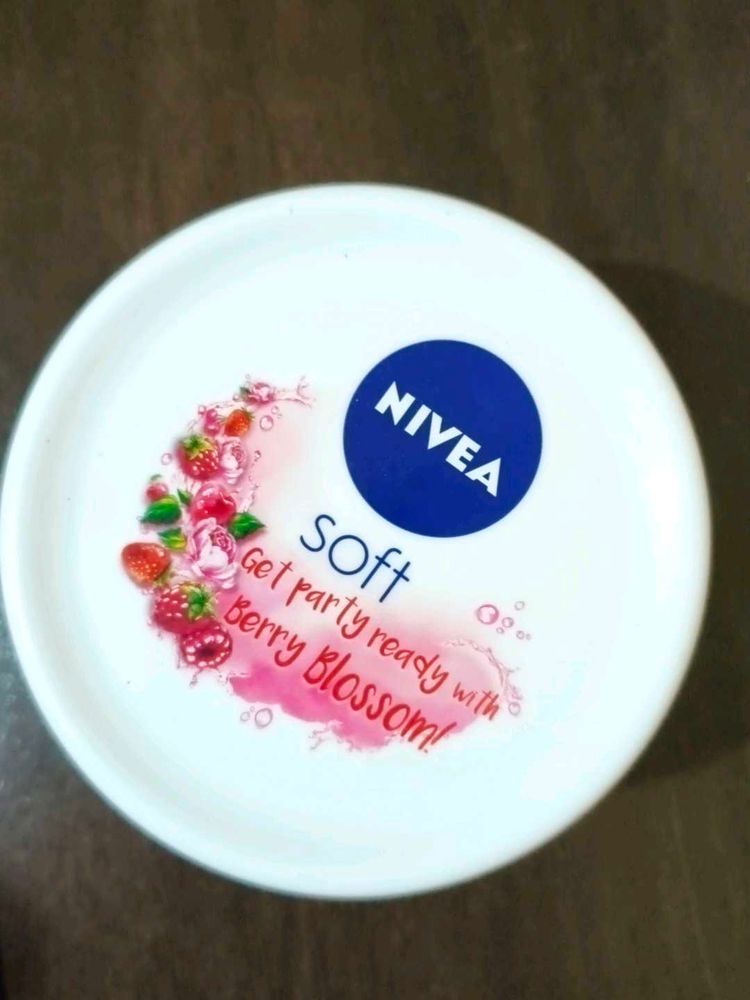 NIVEA
soft
Get party ready with
Berry Blossom!